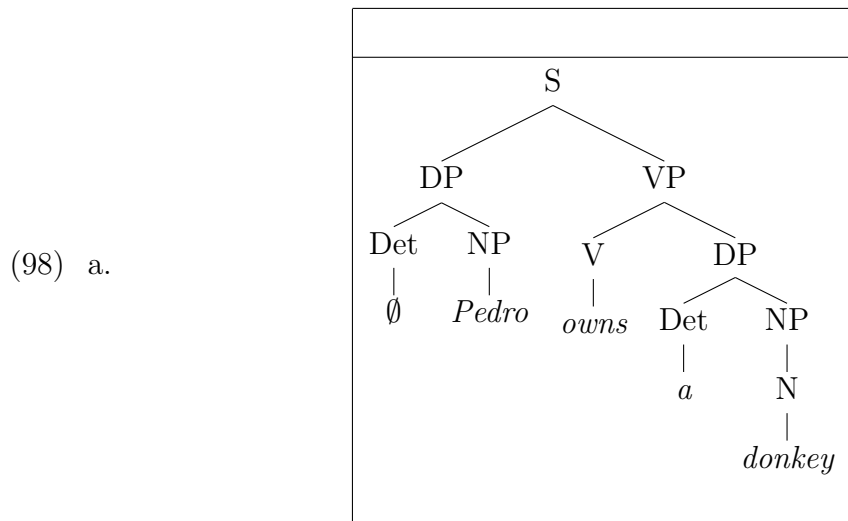 S
DP VP
Det NP V DP
∅ Pedro owns Det NP
(98) a.
a N
donkey